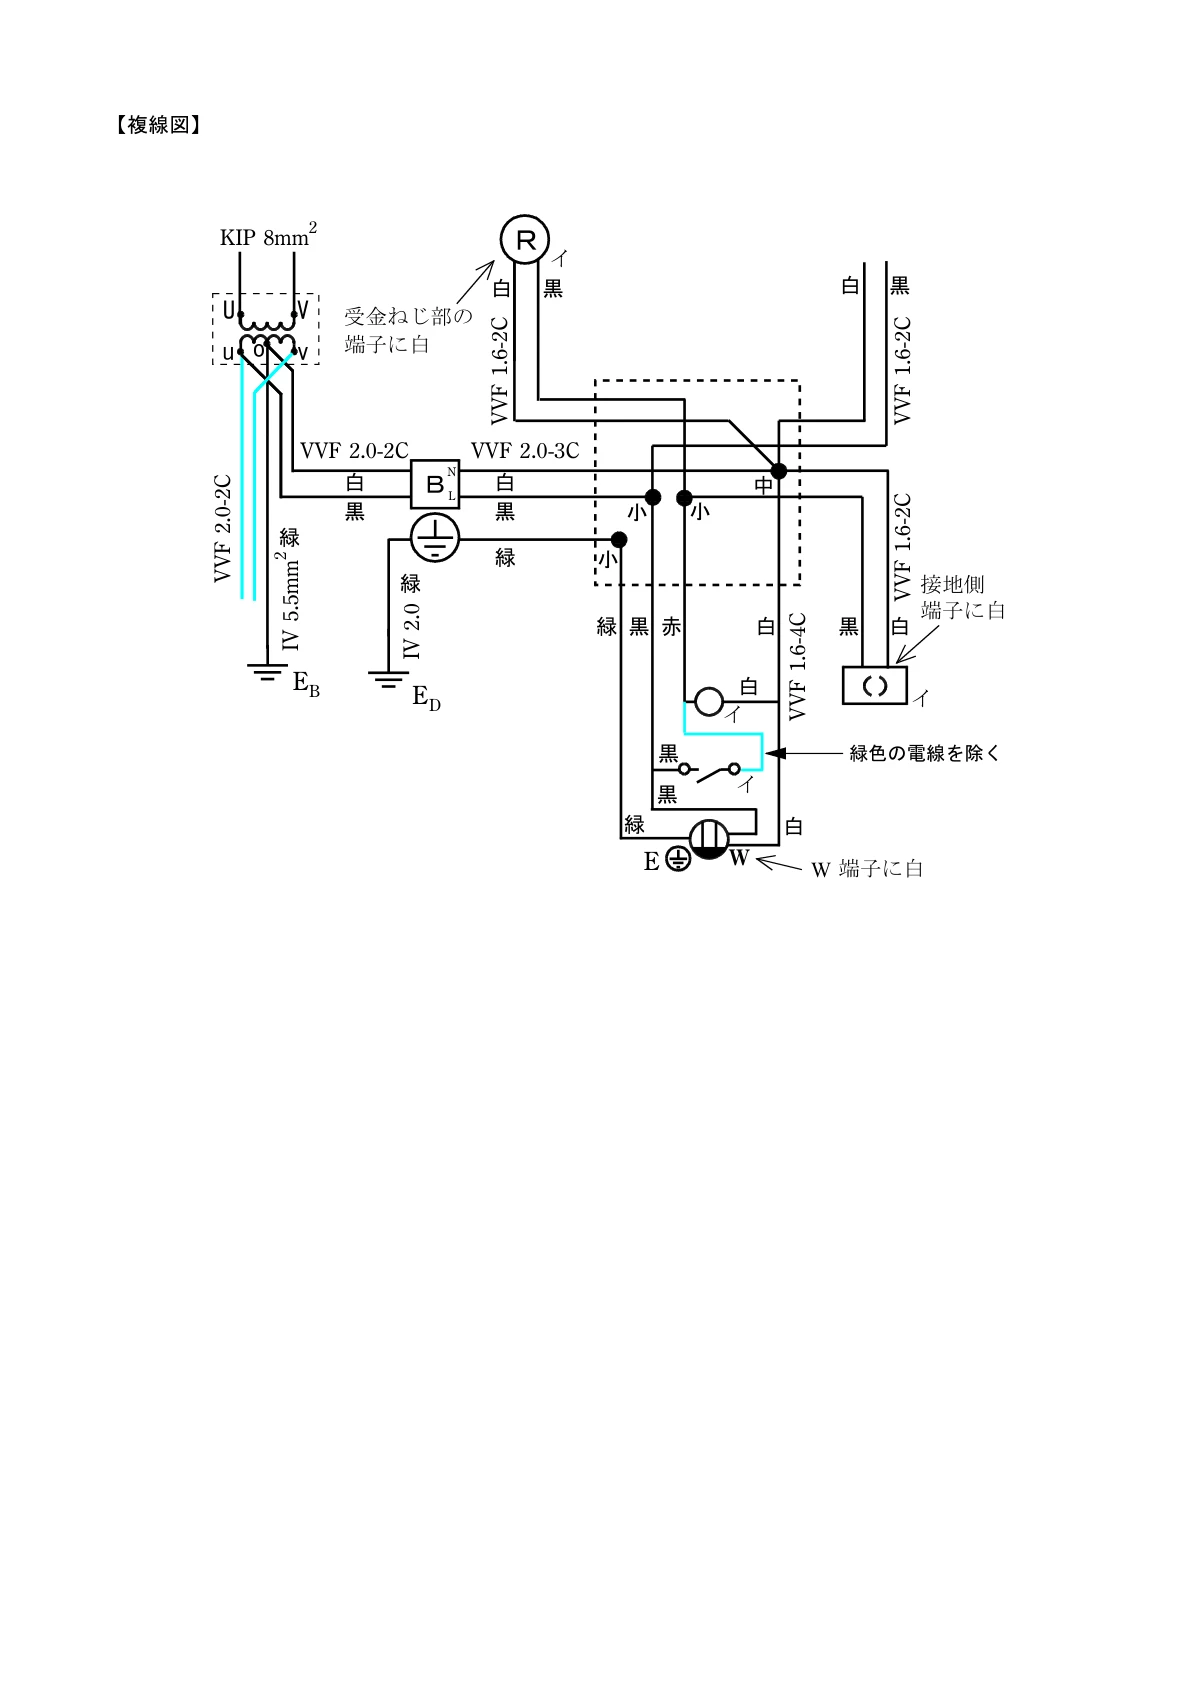 【複線図】
KIP 8mm²
R
イ
白
黒
白
黒
U
V
受金ねじ部の
端子に白
u
o
v
VVF 1.6-2C
VVF 1.6-2C
VVF 2.0-2C
VVF 2.0-3C
B
N
L
白
白
中
黒
黒
小
小
VVF 2.0-2C
緑
IV 5.5mm²
緑
小
VVF 1.6-2C
接地側
端子に白
緑
IV 2.0
緑
黒
赤
白
VVF 1.6-4C
黒
白
E_B
E_D
白
イ
イ
黒
緑色の電線を除く
イ
黒
緑
白
E
W
W 端子に白